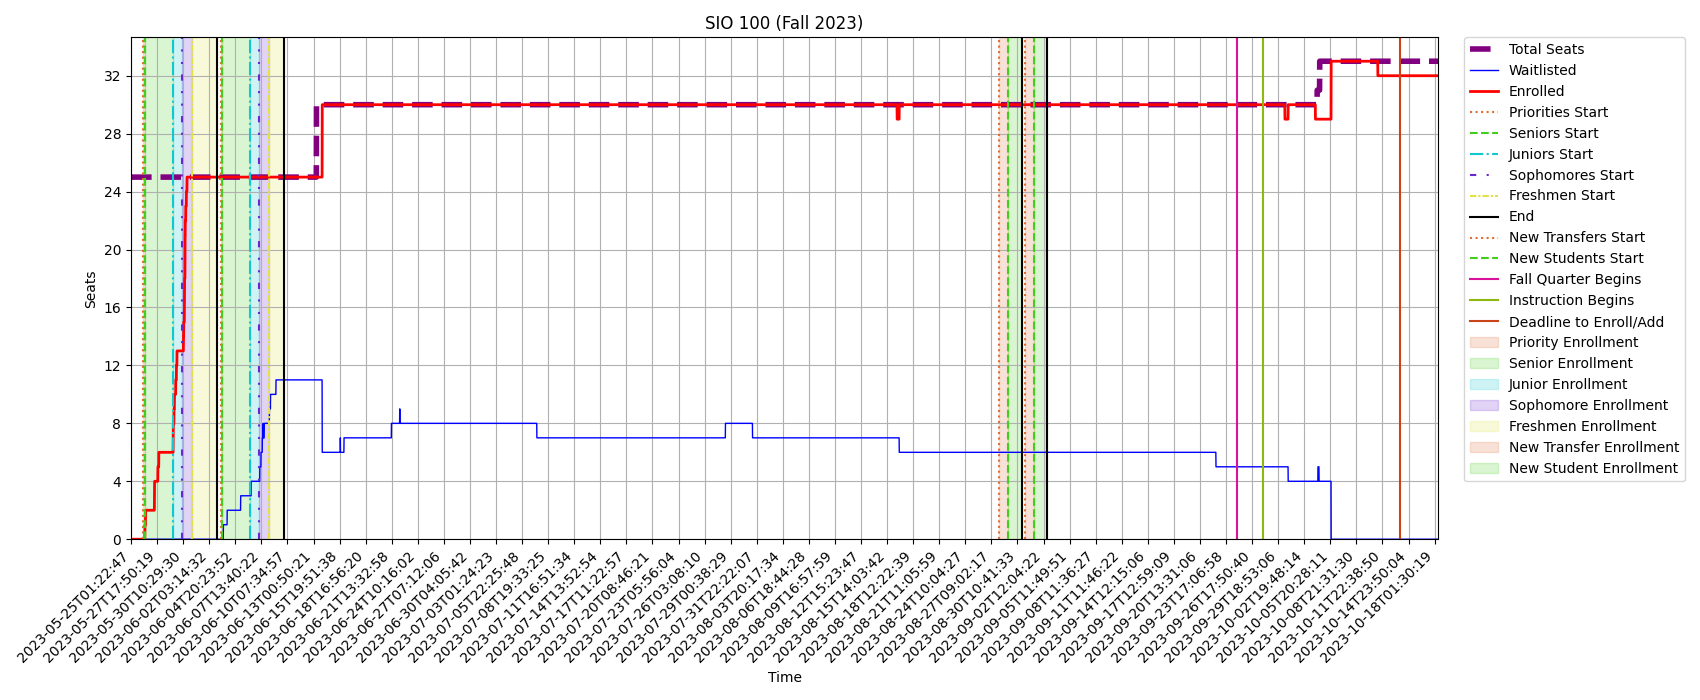 SIO 100 (Fall 2023)
Seats
32
28
24
20
16
12
8
4
0
2023-05-25T01:22:47
2023-05-27T17:50:19
2023-05-30T10:29:30
2023-06-02T03:14:32
2023-06-04T20:23:52
2023-06-07T13:40:22
2023-06-10T07:34:57
2023-06-13T00:50:21
2023-06-15T19:51:38
2023-06-18T16:56:20
2023-06-21T13:32:58
2023-06-24T10:16:02
2023-06-27T07:12:06
2023-06-30T04:05:42
2023-07-03T01:24:23
2023-07-05T22:25:48
2023-07-08T19:33:25
2023-07-11T16:51:34
2023-07-14T13:52:54
2023-07-17T11:22:57
2023-07-20T08:46:21
2023-07-23T05:56:04
2023-07-26T03:08:10
2023-07-29T00:38:29
2023-07-31T22:22:07
2023-08-03T20:17:34
2023-08-06T18:44:28
2023-08-09T16:57:59
2023-08-12T15:23:47
2023-08-15T14:03:42
2023-08-18T12:22:39
2023-08-21T11:05:59
2023-08-24T10:04:27
2023-08-27T09:02:17
2023-08-30T10:41:33
2023-09-02T12:04:22
2023-09-05T11:49:51
2023-09-08T11:36:27
2023-09-11T11:46:22
2023-09-14T12:15:06
2023-09-17T12:59:09
2023-09-20T13:31:06
2023-09-23T17:06:58
2023-09-26T17:50:40
2023-09-29T18:53:06
2023-10-02T19:48:14
2023-10-05T20:28:11
2023-10-08T21:31:30
2023-10-11T22:38:50
2023-10-14T23:50:04
2023-10-18T01:30:19
Time
Total Seats
Waitlisted
Enrolled
Priorities Start
Seniors Start
Juniors Start
Sophomores Start
Freshmen Start
End
New Transfers Start
New Students Start
Fall Quarter Begins
Instruction Begins
Deadline to Enroll/Add
Priority Enrollment
Senior Enrollment
Junior Enrollment
Sophomore Enrollment
Freshmen Enrollment
New Transfer Enrollment
New Student Enrollment